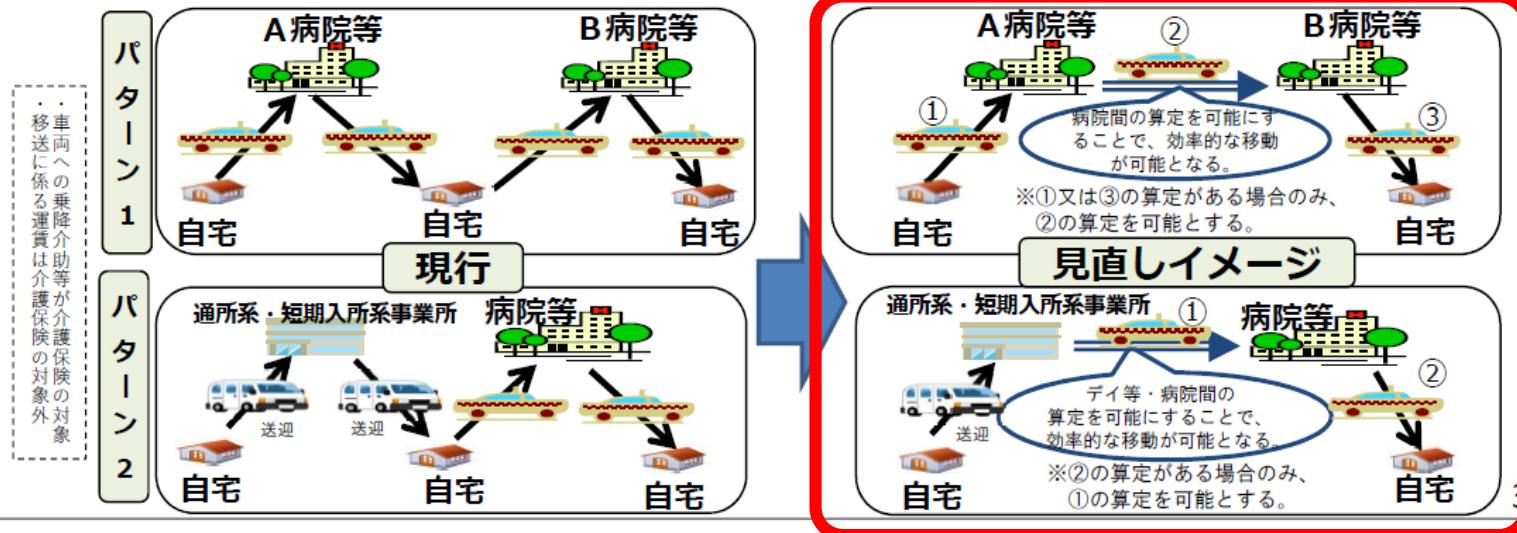 ・車両への乗降介助等が介護保険の対象
・移送に係る運賃は介護保険の対象外
パターン1
A病院等
B病院等
自宅
自宅
自宅
現行
パターン2
通所系・短期入所系事業所
病院等
送迎
送迎
自宅
自宅
自宅
A病院等
②
B病院等
①
③
病院間の算定を可能にす
ることで、効率的な移動
が可能となる。
※①又は③の算定がある場合のみ、
②の算定を可能とする。
自宅
自宅
見直しイメージ
通所系・短期入所系事業所
①
病院等
②
デイ等・病院間の
算定を可能にすることで、
効率的な移動が可能となる。
送迎
※②の算定がある場合のみ、
①の算定を可能とする。
自宅
自宅